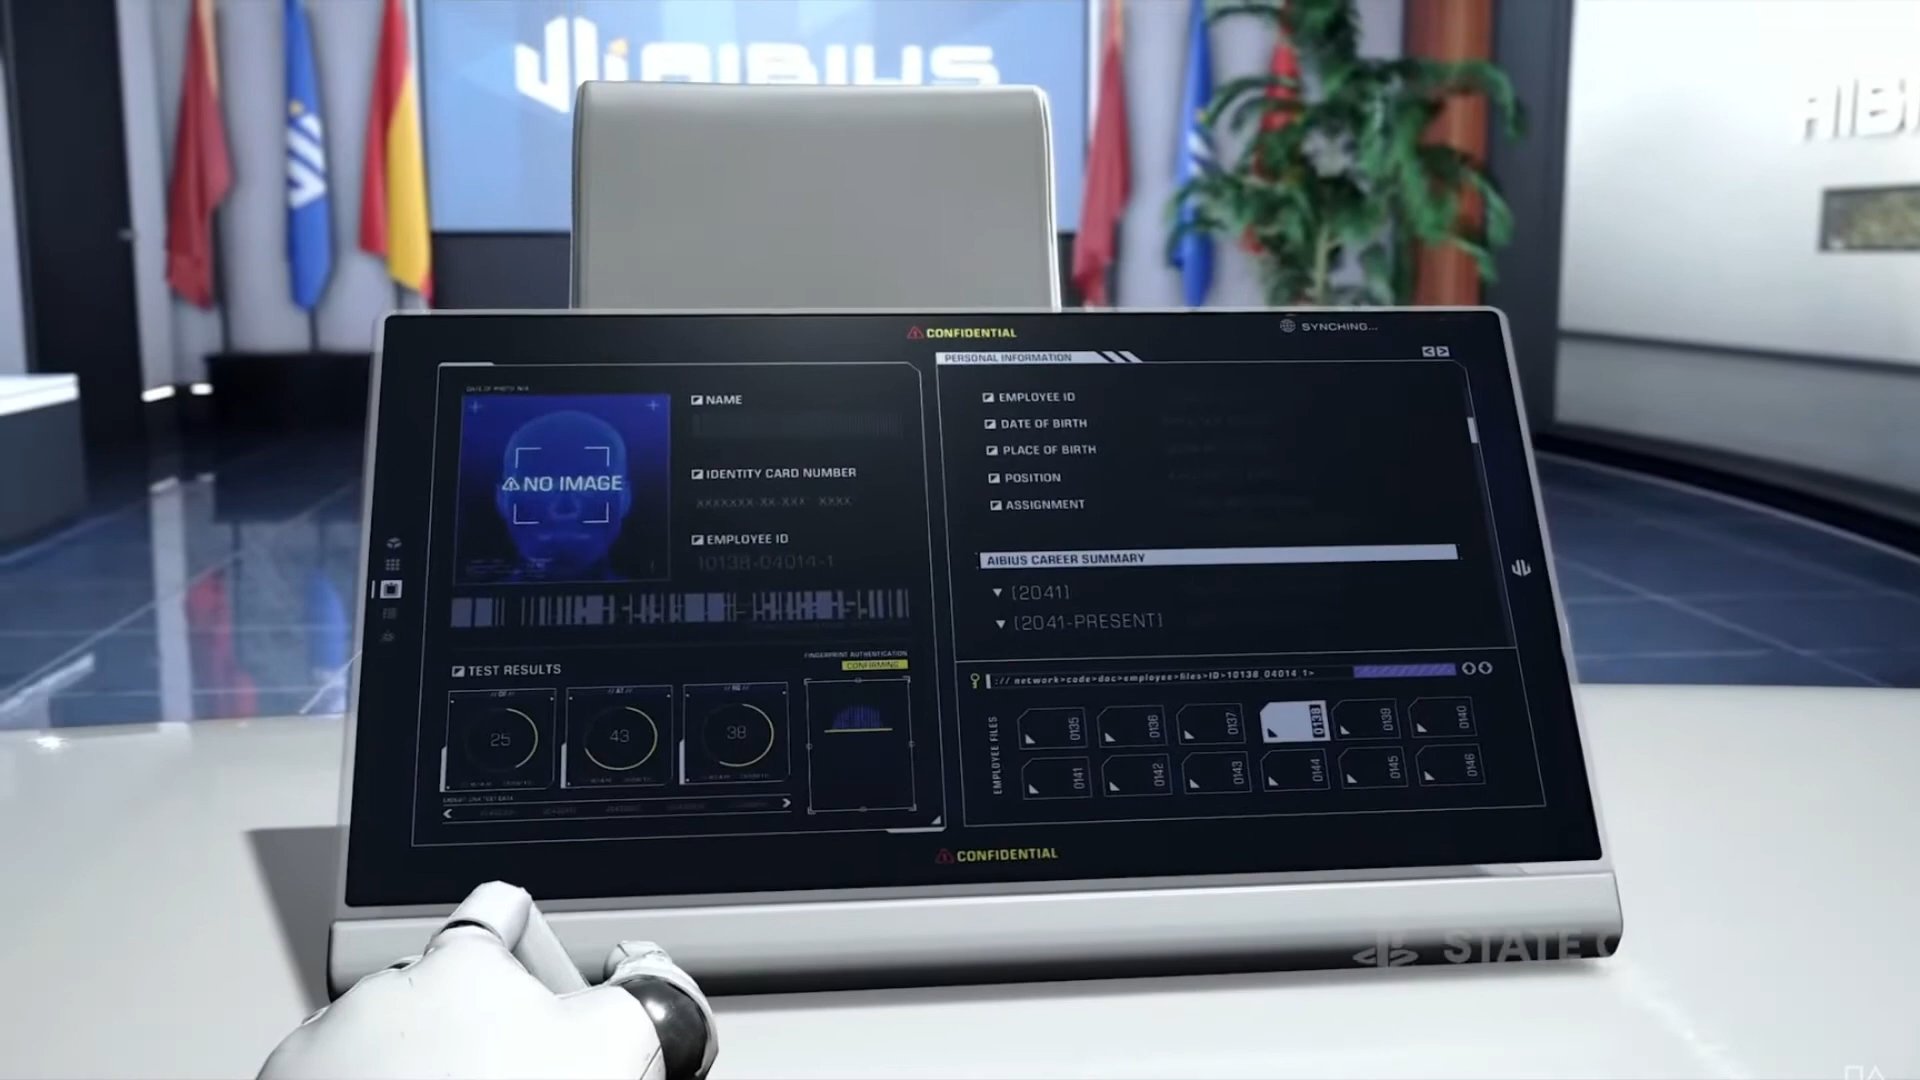 AIBIUS
AIBI
CONFIDENTIAL
SYNCHING...
PERSONAL INFORMATION
NO IMAGE
NAME
IDENTITY CARD NUMBER
XXXXXXX-XX-XXX XXXX
EMPLOYEE ID
10138-04014-1
EMPLOYEE ID
DATE OF BIRTH
PLACE OF BIRTH
POSITION
ASSIGNMENT
AIBIUS CAREER SUMMARY
[2041]
[2041-PRESENT]
TEST RESULTS
FINGERPRINT AUTHENTICATION
CONFIRMING
25
43
38
:// network>code>doc>employee>files>ID>10138_04014_1>
EMPLOYEE FILES
0135 0136 0137 0138 0139 0140
0141 0142 0143 0144 0145 0146
CONFIDENTIAL
STATE